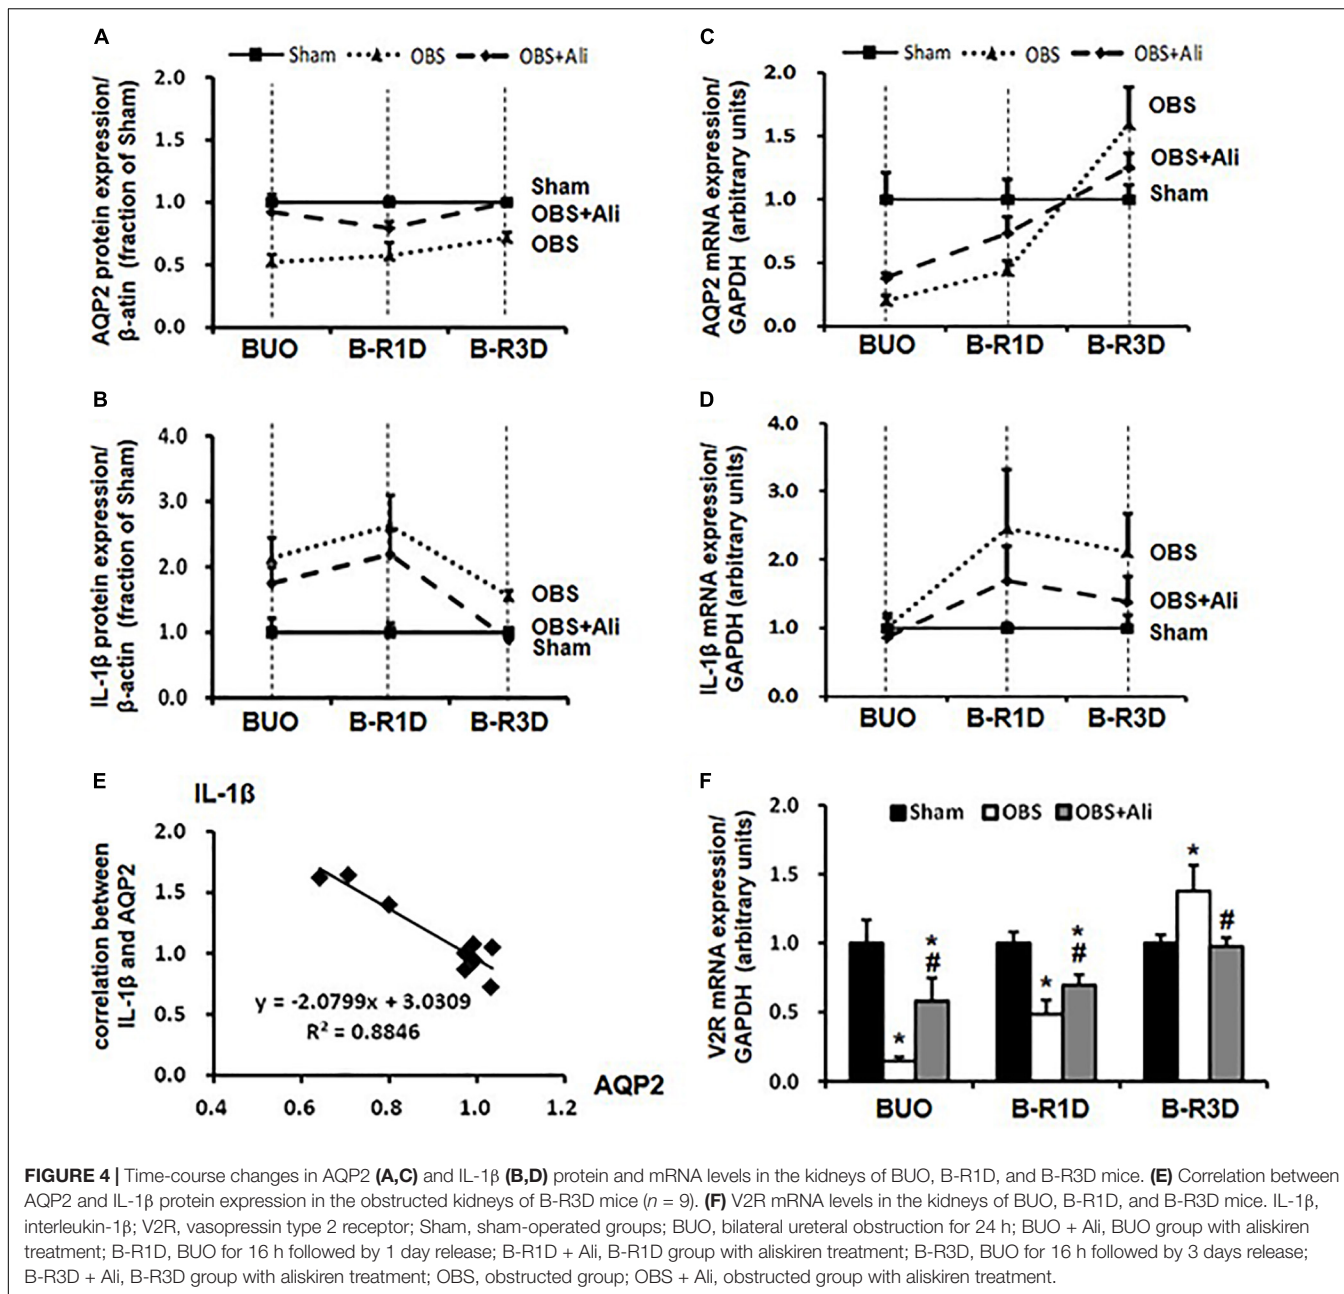 A
Sham OBS OBS+Ali
AQP2 protein expression/
β-atin (fraction of Sham)
2.0
1.5
1.0
0.5
0.0
Sham
OBS+Ali
OBS
BUO B-R1D B-R3D
C
Sham OBS OBS+Ali
AQP2 mRNA expression/
GAPDH (arbitrary units)
2.0
1.5
1.0
0.5
0.0
OBS
OBS+Ali
Sham
BUO B-R1D B-R3D
B
IL-1β protein expression/
β-actin (fraction of Sham)
4.0
3.0
2.0
1.0
0.0
OBS
OBS+Ali
Sham
BUO B-R1D B-R3D
D
IL-1β mRNA expression/
GAPDH (arbitrary units)
4.0
3.0
2.0
1.0
0.0
OBS
OBS+Ali
Sham
BUO B-R1D B-R3D
E
IL-1β
correlation between
IL-1β and AQP2
2.0
1.5
1.0
0.5
0.0
y = -2.0799x + 3.0309
R² = 0.8846
AQP2
0.4 0.6 0.8 1.0 1.2
F
Sham OBS OBS+Ali
V2R mRNA expression/
GAPDH (arbitrary units)
2.0
1.5
1.0
0.5
0.0
*
*
#
*
*
#
*
#
BUO B-R1D B-R3D
FIGURE 4 | Time-course changes in AQP2 (A,C) and IL-1β (B,D) protein and mRNA levels in the kidneys of BUO, B-R1D, and B-R3D mice. (E) Correlation between
AQP2 and IL-1β protein expression in the obstructed kidneys of B-R3D mice (n = 9). (F) V2R mRNA levels in the kidneys of BUO, B-R1D, and B-R3D mice. IL-1β,
interleukin-1β; V2R, vasopressin type 2 receptor; Sham, sham-operated groups; BUO, bilateral ureteral obstruction for 24 h; BUO + Ali, BUO group with aliskiren
treatment; B-R1D, BUO for 16 h followed by 1 day release; B-R1D + Ali, B-R1D group with aliskiren treatment; B-R3D, BUO for 16 h followed by 3 days release;
B-R3D + Ali, B-R3D group with aliskiren treatment; OBS, obstructed group; OBS + Ali, obstructed group with aliskiren treatment.